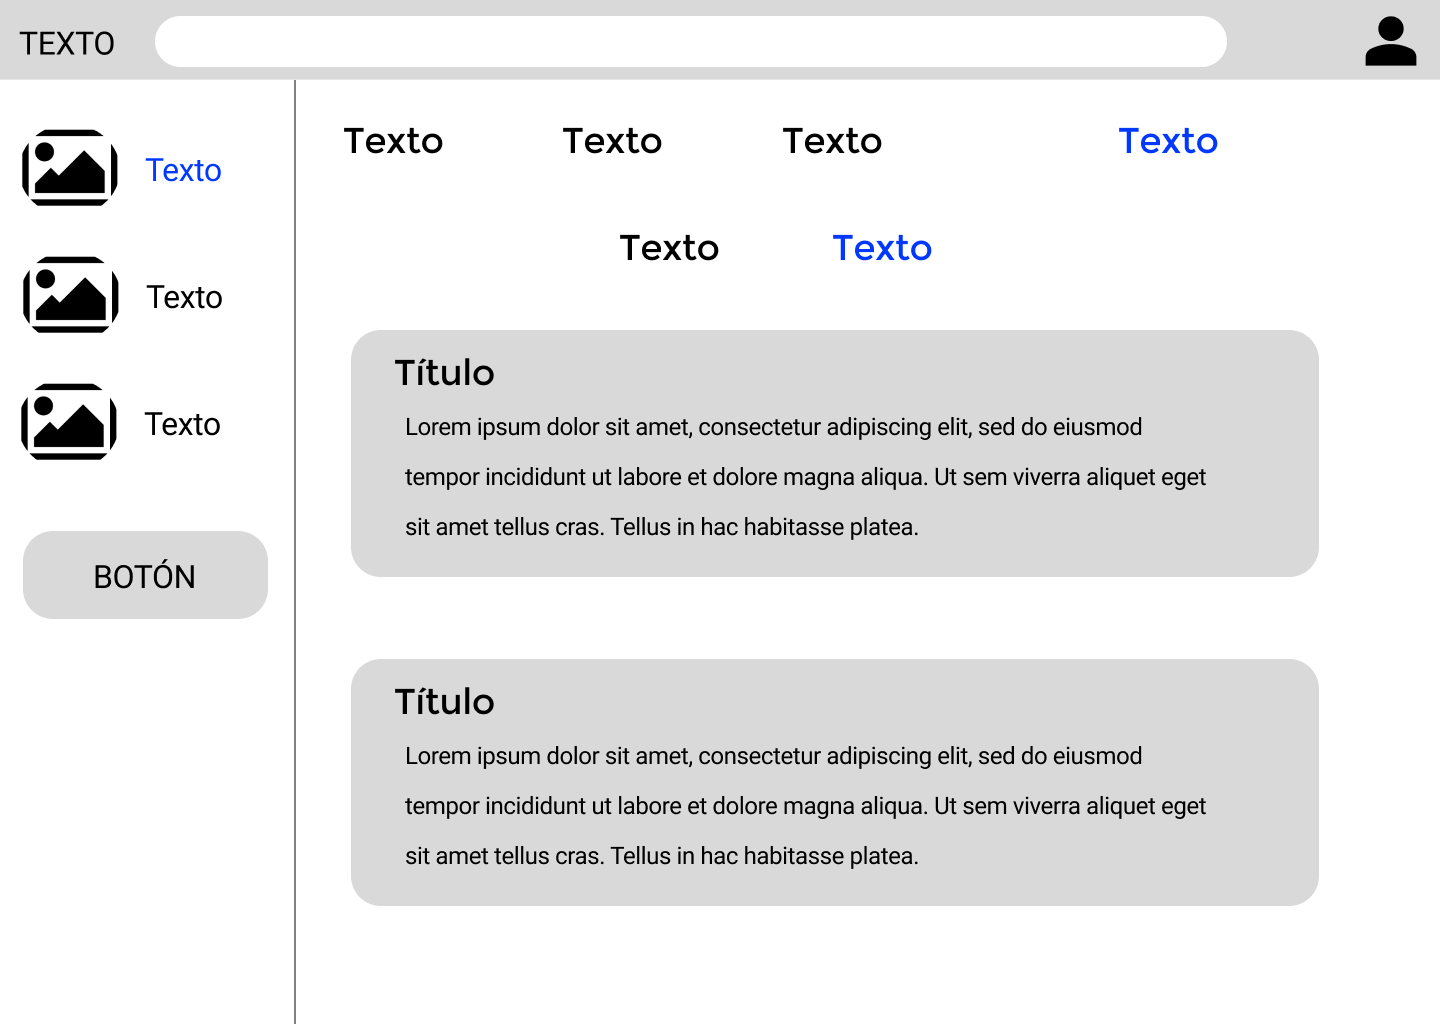 TEXTO
Texto
Texto
Texto
BOTÓN
Texto Texto Texto Texto
Texto Texto
Título
Lorem ipsum dolor sit amet, consectetur adipiscing elit, sed do eiusmod
tempor incididunt ut labore et dolore magna aliqua. Ut sem viverra aliquet eget
sit amet tellus cras. Tellus in hac habitasse platea.
Título
Lorem ipsum dolor sit amet, consectetur adipiscing elit, sed do eiusmod
tempor incididunt ut labore et dolore magna aliqua. Ut sem viverra aliquet eget
sit amet tellus cras. Tellus in hac habitasse platea.